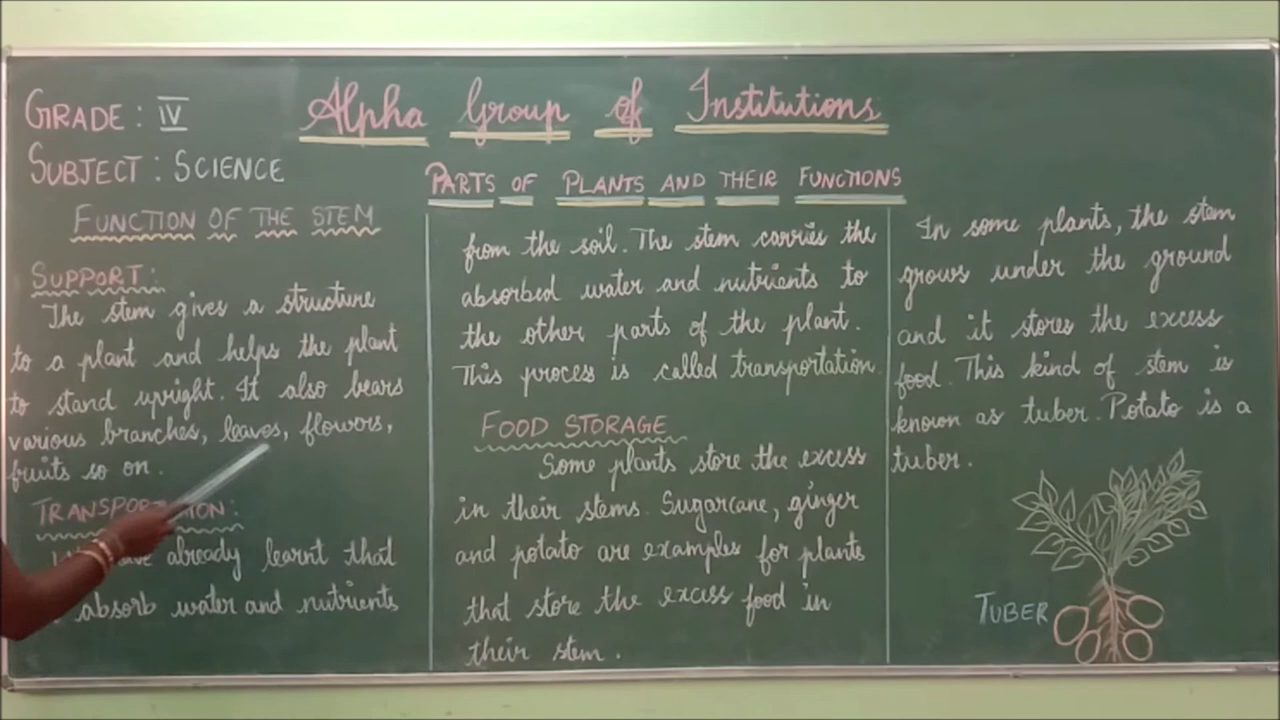 GRADE : IV
Alpha Group of Institutions
SUBJECT : SCIENCE
PARTS OF PLANTS AND THEIR FUNCTIONS
FUNCTION OF THE STEM
SUPPORT:
The stem gives a structure
to a plant and helps the plant
to stand upright. It also bears
various branches, leaves, flowers,
fruits so on.
already learnt that
absorb water and nutrients
from the soil. The stem carries the
absorbed water and nutrients to
the other parts of the plant.
This process is called transportation.
FOOD STORAGE
Some plants store the excess
in their stems. Sugarcane, ginger
and potato are examples for plants
that store the excess food in
their stem.
In some plants, the stem
grows under the ground
and it stores the excess
food. This kind of stem is
known as tuber. Potato is a
tuber.
TUBER